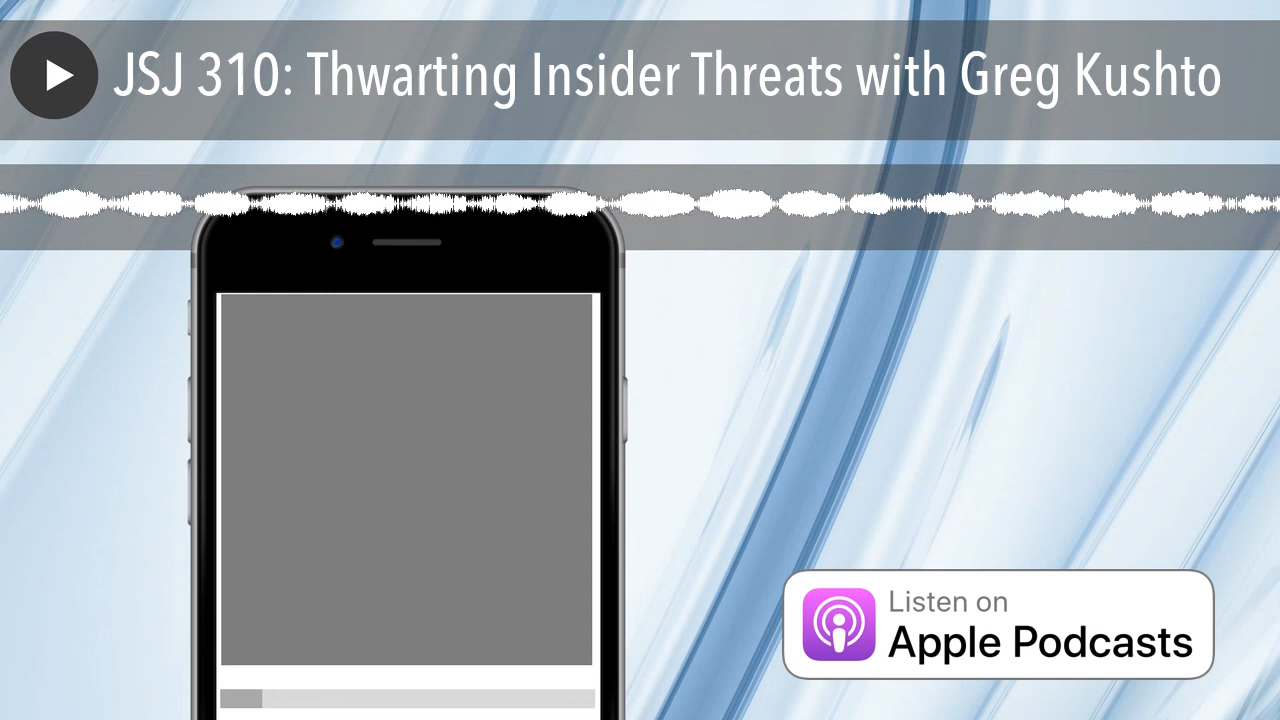 JSJ 310: Thwarting Insider Threats with Greg Kushto
Listen on
Apple Podcasts